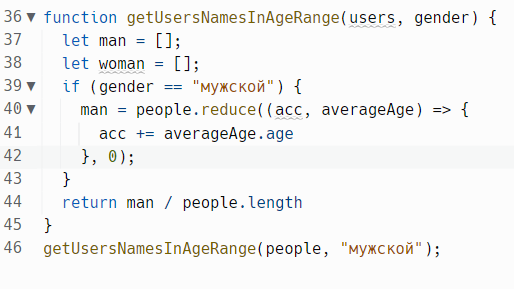 36 ▼ function getUsersNamesInAgeRange(users, gender) {
37 let man = [];
38 let woman = [];
39 ▼ if (gender == "мужской") {
40 ▼ man = people.reduce((acc, averageAge) => {
41 acc += averageAge.age
42 }, 0);
43 }
44 return man / people.length
45 }
46 getUsersNamesInAgeRange(people, "мужской");